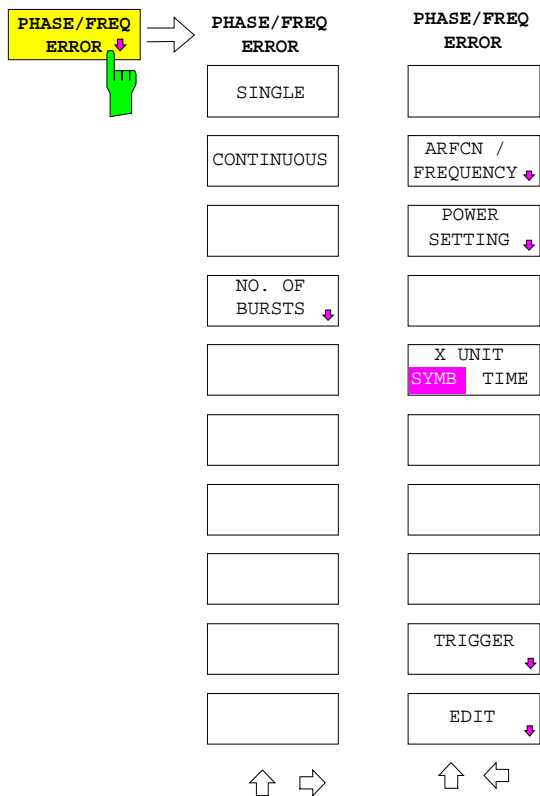 PHASE/FREQ
ERROR
PHASE/FREQ
ERROR
SINGLE
CONTINUOUS
NO. OF
BURSTS
PHASE/FREQ
ERROR
ARFCN /
FREQUENCY
POWER
SETTING
X UNIT
SYMB TIME
TRIGGER
EDIT